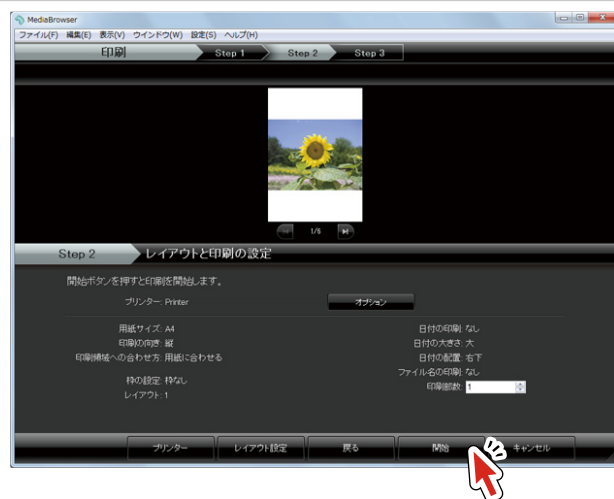 MediaBrowser
ファイル(F) 編集(E) 表示(V) ウインドウ(W) 設定(S) ヘルプ(H)
印刷 Step 1 Step 2 Step 3
1/6
Step 2 レイアウトと印刷の設定
開始ボタンを押すと印刷を開始します。
プリンター: Printer オプション
用紙サイズ: A4 日付の印刷: なし
印刷の向き: 縦 日付の大きさ: 大
印刷領域への合わせ方: 用紙に合わせる 日付の配置: 右下
ファイル名の印刷: なし
枠の設定: 枠なし 印刷部数: 1
レイアウト: 1
プリンター レイアウト設定 戻る 開始 キャンセル